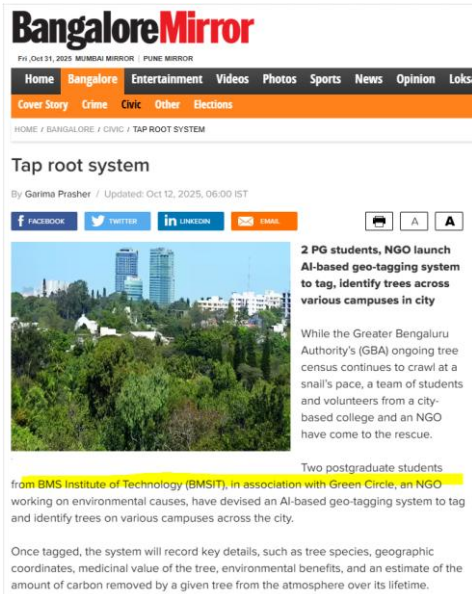 BangaloreMirror
Fri ,Oct 31, 2025 MUMBAI MIRROR | PUNE MIRROR
Home Bangalore Entertainment Videos Photos Sports News Opinion Loks
Cover Story Crime Civic Other Elections
HOME / BANGALORE / CIVIC / TAP ROOT SYSTEM
Tap root system
By Garima Prasher / Updated: Oct 12, 2025, 06:00 IST
f FACEBOOK TWITTER in LINKEDIN EMAIL A A
2 PG students, NGO launch
AI-based geo-tagging system
to tag, identify trees across
various campuses in city
While the Greater Bengaluru
Authority's (GBA) ongoing tree
census continues to crawl at a
snail's pace, a team of students
and volunteers from a city-
based college and an NGO
have come to the rescue.
Two postgraduate students
from BMS Institute of Technology (BMSIT), in association with Green Circle, an NGO
working on environmental causes, have devised an AI-based geo-tagging system to tag
and identify trees on various campuses across the city.
Once tagged, the system will record key details, such as tree species, geographic
coordinates, medicinal value of the tree, environmental benefits, and an estimate of the
amount of carbon removed by a given tree from the atmosphere over its lifetime.